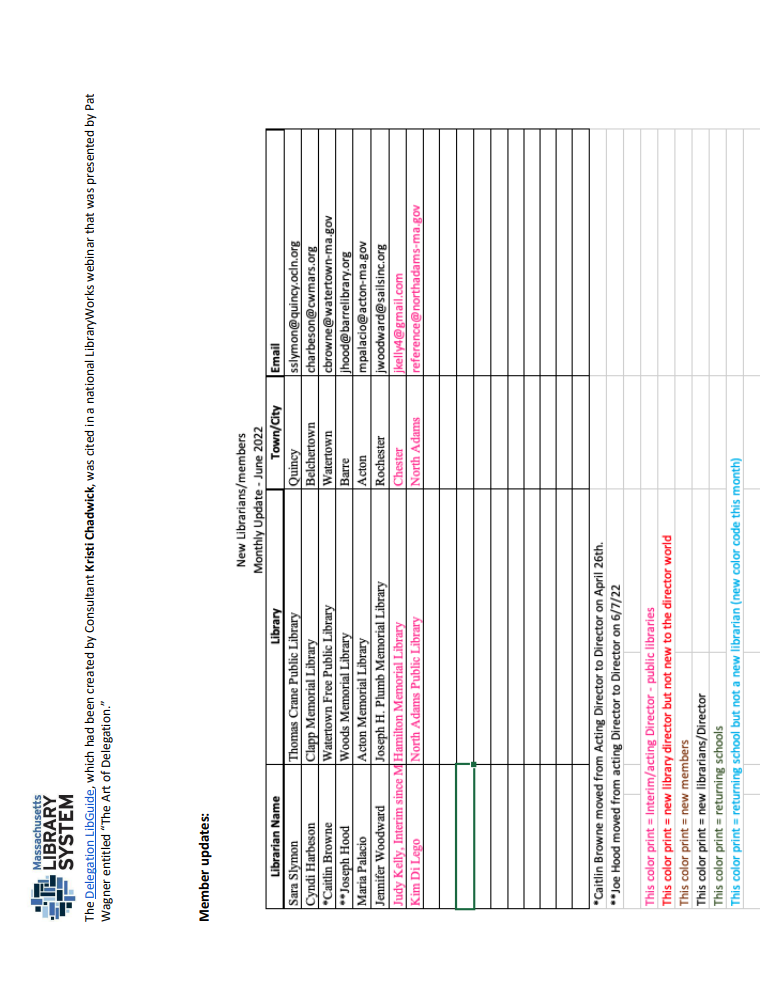 Massachusetts
LIBRARY
SYSTEM
The Delegation LibGuide, which had been created by Consultant Kristi Chadwick, was cited in a national LibraryWorks webinar that was presented by Pat
Wagner entitled “The Art of Delegation.”
Member updates:
New Librarians/members
Monthly Update - June 2022
Librarian Name Library Town/City Email
Sara Slymon Thomas Crane Public Library Quincy sslymon@quincy.ocln.org
Cyndi Harbeson Clapp Memorial Library Belchertown charbeson@cwmars.org
*Caitlin Browne Watertown Free Public Library Watertown cbrowne@watertown-ma.gov
**Joseph Hood Woods Memorial Library Barre jhood@barrelibrary.org
Maria Palacio Acton Memorial Library Acton mpalacio@acton-ma.gov
Jennifer Woodward Joseph H. Plumb Memorial Library Rochester jwoodward@sailsinc.org
Judy Kelly, Interim since M Hamilton Memorial Library Chester jkelly4@gmail.com
Kim Di Lego North Adams Public Library North Adams reference@northadams-ma.gov
*Caitlin Browne moved from Acting Director to Director on April 26th.
**Joe Hood moved from acting Director to Director on 6/7/22
This color print = Interim/acting Director - public libraries
This color print = new library director but not new to the director world
This color print = new members
This color print = new librarians/Director
This color print = returning schools
This color print = returning school but not a new librarian (new color code this month)